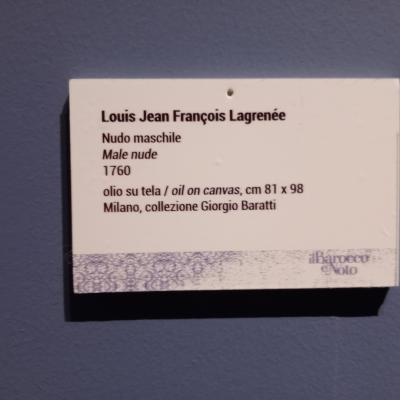 Louis Jean François Lagrenée
Nudo maschile
Male nude
1760
olio su tela / oil on canvas, cm 81 x 98
Milano, collezione Giorgio Baratti
il Barocco
e Noto